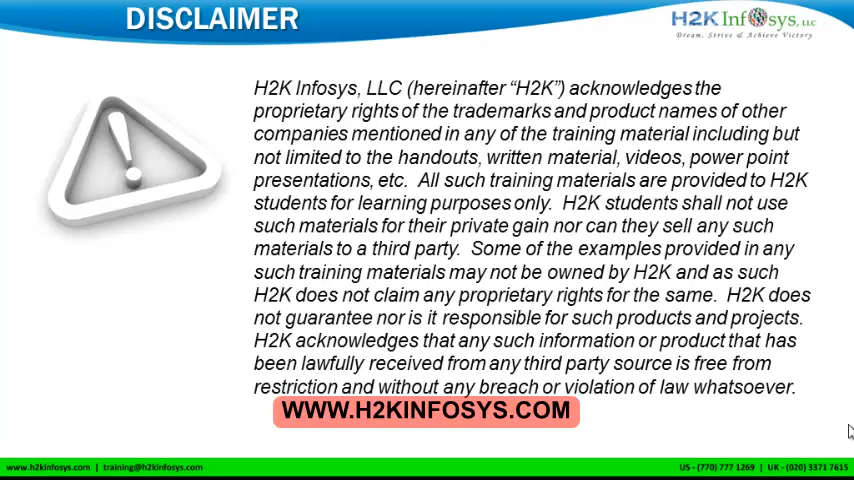 DISCLAIMER
H2K Infosys, LLC
Dream, Strive & Achieve Victory
H2K Infosys, LLC (hereinafter “H2K”) acknowledges the
proprietary rights of the trademarks and product names of other
companies mentioned in any of the training material including but
not limited to the handouts, written material, videos, power point
presentations, etc. All such training materials are provided to H2K
students for learning purposes only. H2K students shall not use
such materials for their private gain nor can they sell any such
materials to a third party. Some of the examples provided in any
such training materials may not be owned by H2K and as such
H2K does not claim any proprietary rights for the same. H2K does
not guarantee nor is it responsible for such products and projects.
H2K acknowledges that any such information or product that has
been lawfully received from any third party source is free from
restriction and without any breach or violation of law whatsoever.
WWW.H2KINFOSYS.COM
www.h2kinfosys.com | training@h2kinfosys.com
US - (770) 777 1269 | UK - (020) 3371 7615